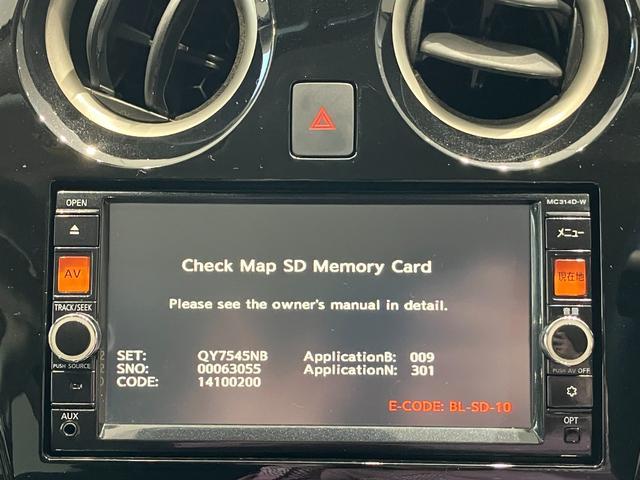 OPEN
MC314D-W
メニュー
AV
現在地
TRACK/SEEK
音量
PUSH SOURCE
PUSH AV OFF
AUX
OPT
Check Map SD Memory Card
Please see the owner's manual in detail.
SET: QY7545NB ApplicationB: 009
SNO: 00063055 ApplicationN: 301
CODE: 14100200
E-CODE: BL-SD-10